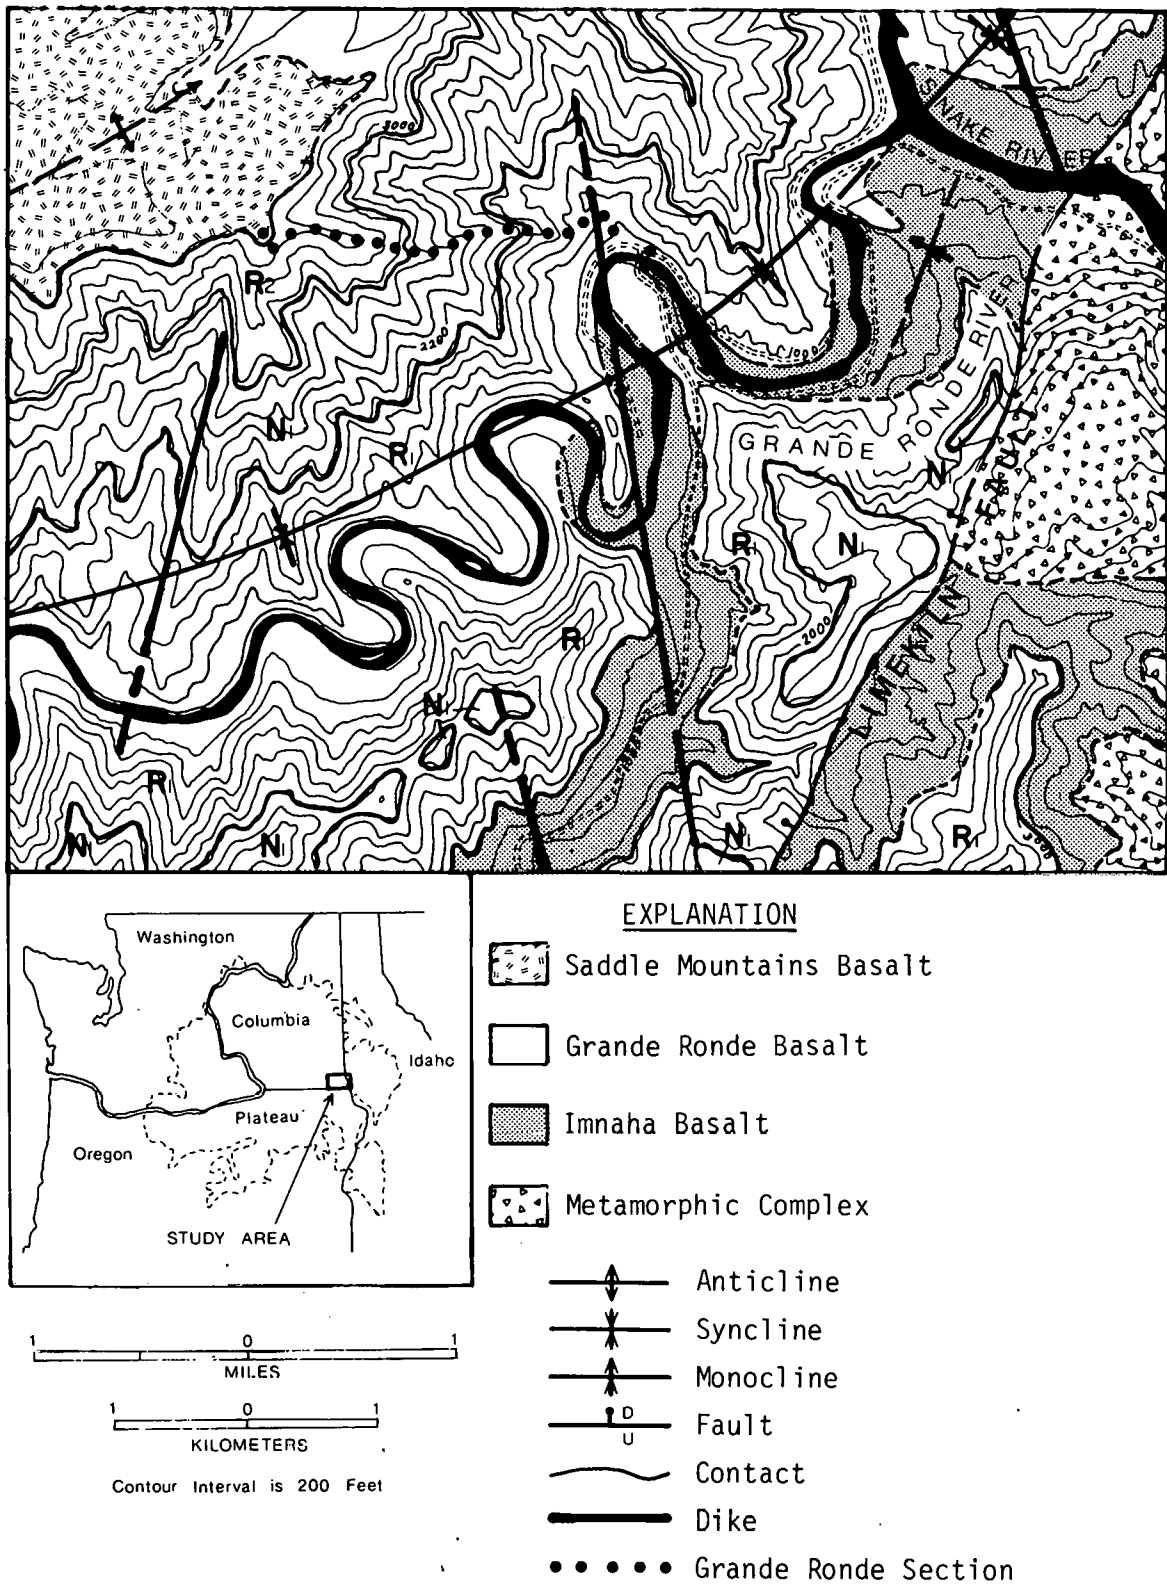 SNAKE RIVER
3000
R2
2200
1000
GRANDE RONDE RIVER
N1
R1
N
R1
N1
LIMEKILN FAULT
2000
R
N1
R1
R1
3000
N1
N1
N1
Washington
Columbia
Idaho
Plateau
Oregon
STUDY AREA
EXPLANATION
Saddle Mountains Basalt
Grande Ronde Basalt
Imnaha Basalt
Metamorphic Complex
Anticline
Syncline
Monocline
D
U
Fault
Contact
Dike
Grande Ronde Section
1 0 1
MILES
1 0 1
KILOMETERS
Contour Interval is 200 Feet